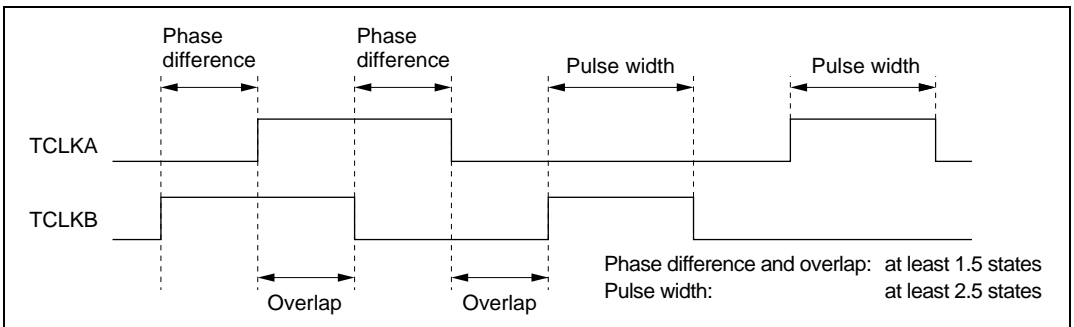 Phase difference
Phase difference
Pulse width
Pulse width
TCLKA
TCLKB
Overlap
Overlap
Phase difference and overlap: at least 1.5 states
Pulse width: at least 2.5 states